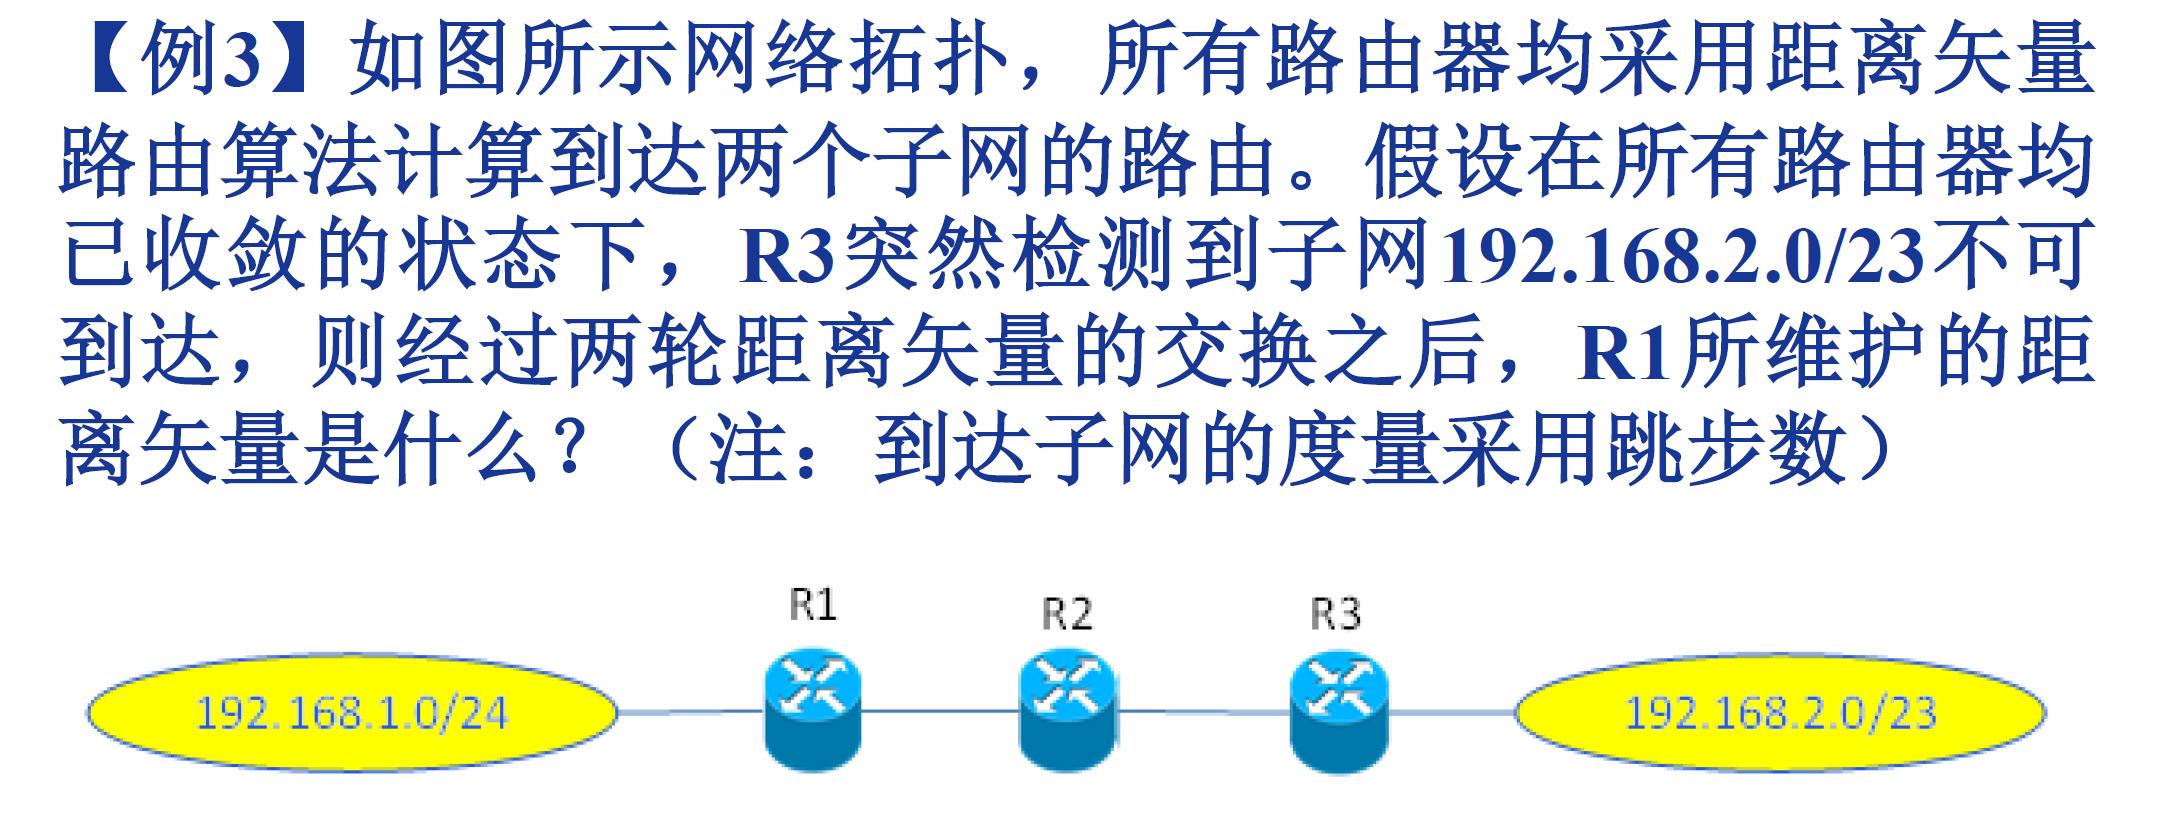 【例3】如图所示网络拓扑，所有路由器均采用距离矢量
路由算法计算到达两个子网的路由。假设在所有路由器均
已收敛的状态下，R3突然检测到子网192.168.2.0/23不可
到达，则经过两轮距离矢量的交换之后，R1所维护的距
离矢量是什么？（注：到达子网的度量采用跳步数）
R1
R2
R3
192.168.1.0/24
192.168.2.0/23